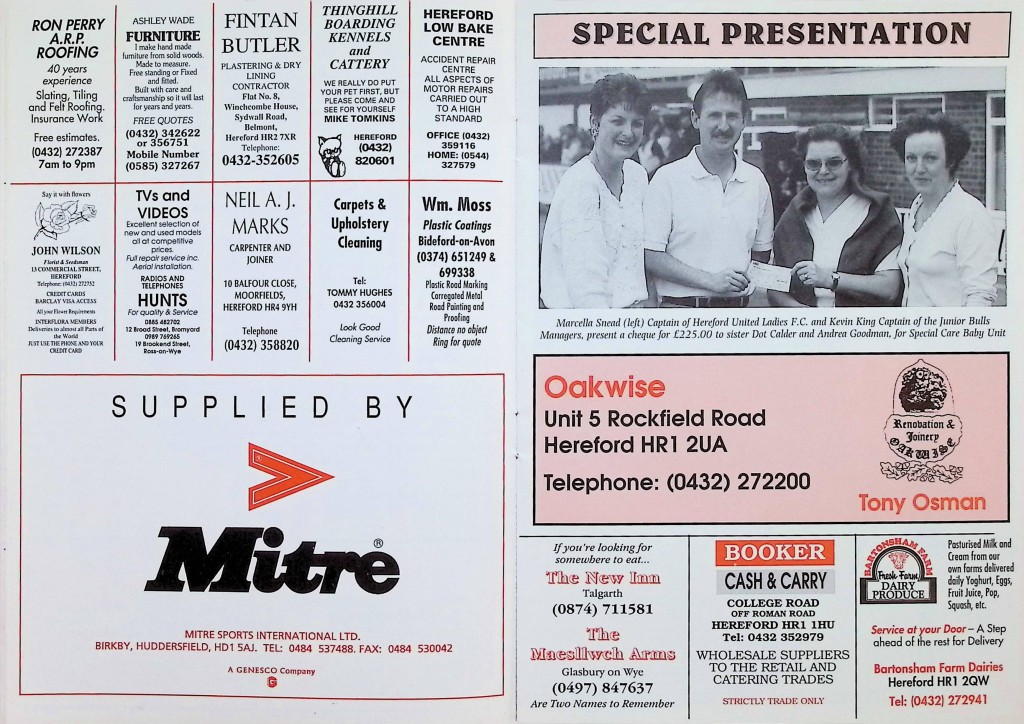 RON PERRY
A.R.P.
ROOFING
40 years
experience
Slating, Tiling
and Felt Roofing.
Insurance Work
Free estimates.
(0432) 272387
7am to 9pm
ASHLEY WADE
FURNITURE
I make hand made
furniture from solid woods.
Made to measure.
Free standing or Fixed
and fitted.
Built with care and
craftsmanship so it will last
for years and years.
FREE QUOTES
(0432) 342622
or 356751
Mobile Number
(0585) 327267
FINTAN
BUTLER
PLASTERING & DRY
LINING
CONTRACTOR
Flat No. 8,
Winchcombe House,
Sydwall Road,
Belmont,
Hereford HR2 7XR
Telephone:
0432-352605
THINGHILL
BOARDING
KENNELS
and
CATTERY
WE REALLY DO PUT
YOUR PET FIRST, BUT
PLEASE COME AND
SEE FOR YOURSELF
MIKE TOMKINS
HEREFORD
(0432)
820601
HEREFORD
LOW BAKE
CENTRE
ACCIDENT REPAIR
CENTRE
ALL ASPECTS OF
MOTOR REPAIRS
CARRIED OUT
TO A HIGH
STANDARD
OFFICE (0432)
359116
HOME: (0544)
327579
Say it with flowers
JOHN WILSON
Florist & Seedsman
13 COMMERCIAL STREET,
HEREFORD
Telephone: (0432) 272732
CREDIT CARDS
BARCLAY VISA ACCESS
All your Flower Requirements
INTERFLORA MEMBERS
Deliveries to almost all Parts of
the World
JUST USE THE PHONE AND YOUR
CREDIT CARD
TVs and
VIDEOS
Excellent selection of
new and used models
all at competitive
prices.
Full repair service inc.
Aerial installation.
RADIOS AND
TELEPHONES
HUNTS
For quality & Service
0885 482702
12 Broad Street, Bromyard
0989 769265
19 Brookend Street,
Ross-on-Wye
NEIL A. J.
MARKS
CARPENTER AND
JOINER
10 BALFOUR CLOSE,
MOORFIELDS,
HEREFORD HR4 9YH
Telephone
(0432) 358820
Carpets &
Upholstery
Cleaning
Tel:
TOMMY HUGHES
0432 356004
Look Good
Cleaning Service
Wm. Moss
Plastic Coatings
Bideford-on-Avon
(0374) 651249 &
699338
Plastic Road Marking
Corregated Metal
Road Painting and
Proofing
Distance no object
Ring for quote
SUPPLIED BY
Mitre®
MITRE SPORTS INTERNATIONAL LTD.
BIRKBY, HUDDERSFIELD, HD1 5AJ. TEL: 0484 537488. FAX: 0484 530042
A GENESCO Company
G
SPECIAL PRESENTATION
Marcella Snead (left) Captain of Hereford United Ladies F.C. and Kevin King Captain of the Junior Bulls
Managers, present a cheque for £225.00 to sister Dot Calder and Andrea Goodman, for Special Care Baby Unit
Oakwise
Unit 5 Rockfield Road
Hereford HR1 2UA
Telephone: (0432) 272200
Renovation &
Joinery
OAKWISE
Tony Osman
If you're looking for
somewhere to eat...
The New Inn
Talgarth
(0874) 711581
The
Maesllwch Arms
Glasbury on Wye
(0497) 847637
Are Two Names to Remember
BOOKER
CASH & CARRY
COLLEGE ROAD
OFF ROMAN ROAD
HEREFORD HR1 1HU
Tel: 0432 352979
WHOLESALE SUPPLIERS
TO THE RETAIL AND
CATERING TRADES
STRICTLY TRADE ONLY
BARTONSHAM FARM
Fresh Farm
DAIRY
PRODUCE
Pasturised Milk and
Cream from our
own farms delivered
daily Yoghurt, Eggs,
Fruit Juice, Pop,
Squash, etc.
Service at your Door – A Step
ahead of the rest for Delivery
Bartonsham Farm Dairies
Hereford HR1 2QW
Tel: (0432) 272941